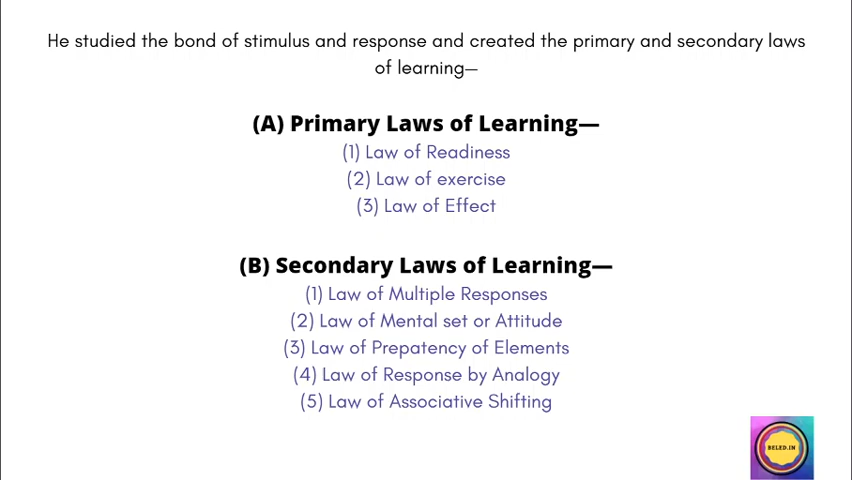 He studied the bond of stimulus and response and created the primary and secondary laws
of learning—
(A) Primary Laws of Learning—
(1) Law of Readiness
(2) Law of exercise
(3) Law of Effect
(B) Secondary Laws of Learning—
(1) Law of Multiple Responses
(2) Law of Mental set or Attitude
(3) Law of Prepatency of Elements
(4) Law of Response by Analogy
(5) Law of Associative Shifting
BELED.IN